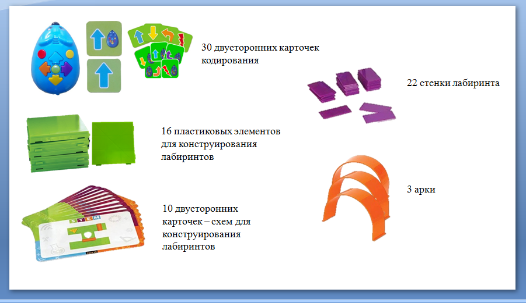 30 двусторонних карточек
кодирования
22 стенки лабиринта
16 пластиковых элементов
для конструирования
лабиринтов
3 арки
10 двусторонних
карточек – схем для
конструирования
лабиринтов